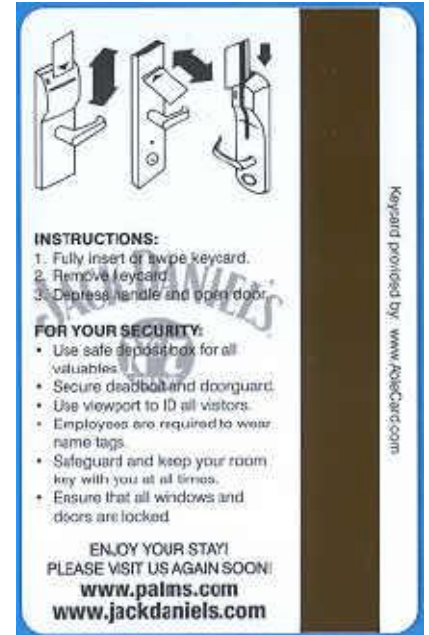 INSTRUCTIONS:
1. Fully insert or swipe keycard.
2. Remove keycard
3. Depress handle and open door.
JACK DANIEL'S
FOR YOUR SECURITY:
• Use safe deposit box for all
valuables.
• Secure deadbolt and doorguard.
• Use viewport to ID all vistors.
• Employees are required to wear
name tags.
• Safeguard and keep your room
key with you at all times.
• Ensure that all windows and
doors are locked
ENJOY YOUR STAY!
PLEASE VISIT US AGAIN SOON!
www.palms.com
www.jackdaniels.com
Keycard provided by: www.AbleCard.com